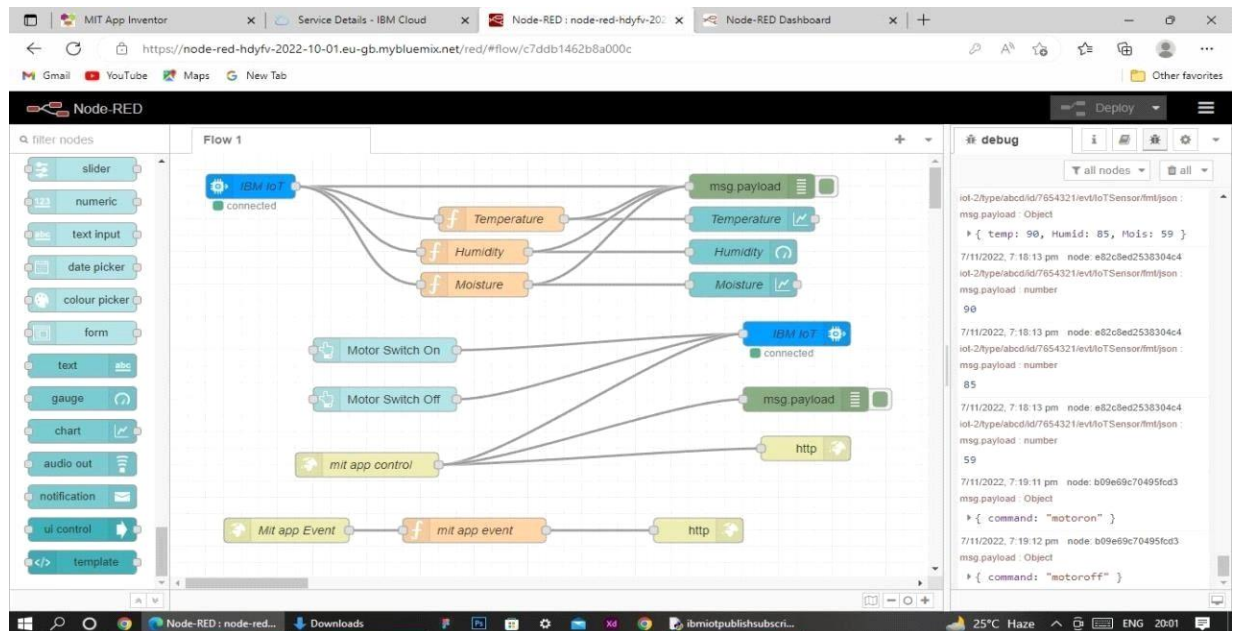 MIT App Inventor
Service Details - IBM Cloud
Node-RED : node-red-hdyfv-202
Node-RED Dashboard
https://node-red-hdyfv-2022-10-01.eu-gb.mybluemix.net/red/#flow/c7ddb1462b8a000c
Gmail YouTube Maps New Tab Other favorites
Node-RED
Deploy
filter nodes
slider
numeric
text input
date picker
colour picker
form
text
gauge
chart
audio out
notification
ui control
template
Flow 1
IBM IoT
connected
Temperature
Humidity
Moisture
msg.payload
Temperature
Humidity
Moisture
Motor Switch On
Motor Switch Off
mit app control
IBM IoT
connected
msg.payload
http
Mit app Event
mit app event
http
debug
all nodes
all
iot-2/type/abcd/id/7654321/evt/IoTSensor/fmt/json :
msg.payload : Object
{ temp: 90, Humid: 85, Mois: 59 }
7/11/2022, 7:18:13 pm node: e82c8ed2538304c4
iot-2/type/abcd/id/7654321/evt/IoTSensor/fmt/json :
msg.payload : number
90
7/11/2022, 7:18:13 pm node: e82c8ed2538304c4
iot-2/type/abcd/id/7654321/evt/IoTSensor/fmt/json :
msg.payload : number
85
7/11/2022, 7:18:13 pm node: e82c8ed2538304c4
iot-2/type/abcd/id/7654321/evt/IoTSensor/fmt/json :
msg.payload : number
59
7/11/2022, 7:19:11 pm node: b09e69c70495fcd3
msg.payload : Object
{ command: "motoron" }
7/11/2022, 7:19:12 pm node: b09e69c70495fcd3
msg.payload : Object
{ command: "motoroff" }
Node-RED : node-red... Downloads ibmiotpublishsubscri... 25°C Haze ENG 20:01